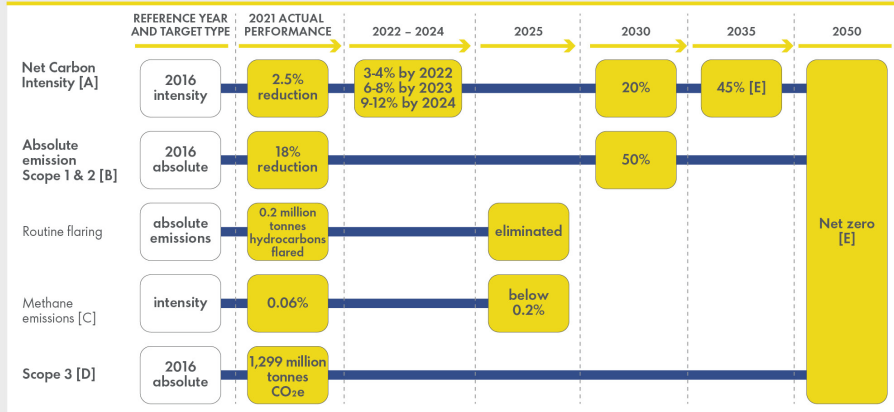 REFERENCE YEAR
AND TARGET TYPE
2021 ACTUAL
PERFORMANCE
2022 – 2024
2025
2030
2035
2050
Net Carbon
Intensity [A]
2016
intensity
2.5%
reduction
3-4% by 2022
6-8% by 2023
9-12% by 2024
20%
45% [E]
Absolute
emission
Scope 1 & 2 [B]
2016
absolute
18%
reduction
50%
Routine flaring
absolute
emissions
0.2 million
tonnes
hydrocarbons
flared
eliminated
Net zero
[E]
Methane
emissions [C]
intensity
0.06%
below
0.2%
Scope 3 [D]
2016
absolute
1,299 million
tonnes
CO₂e